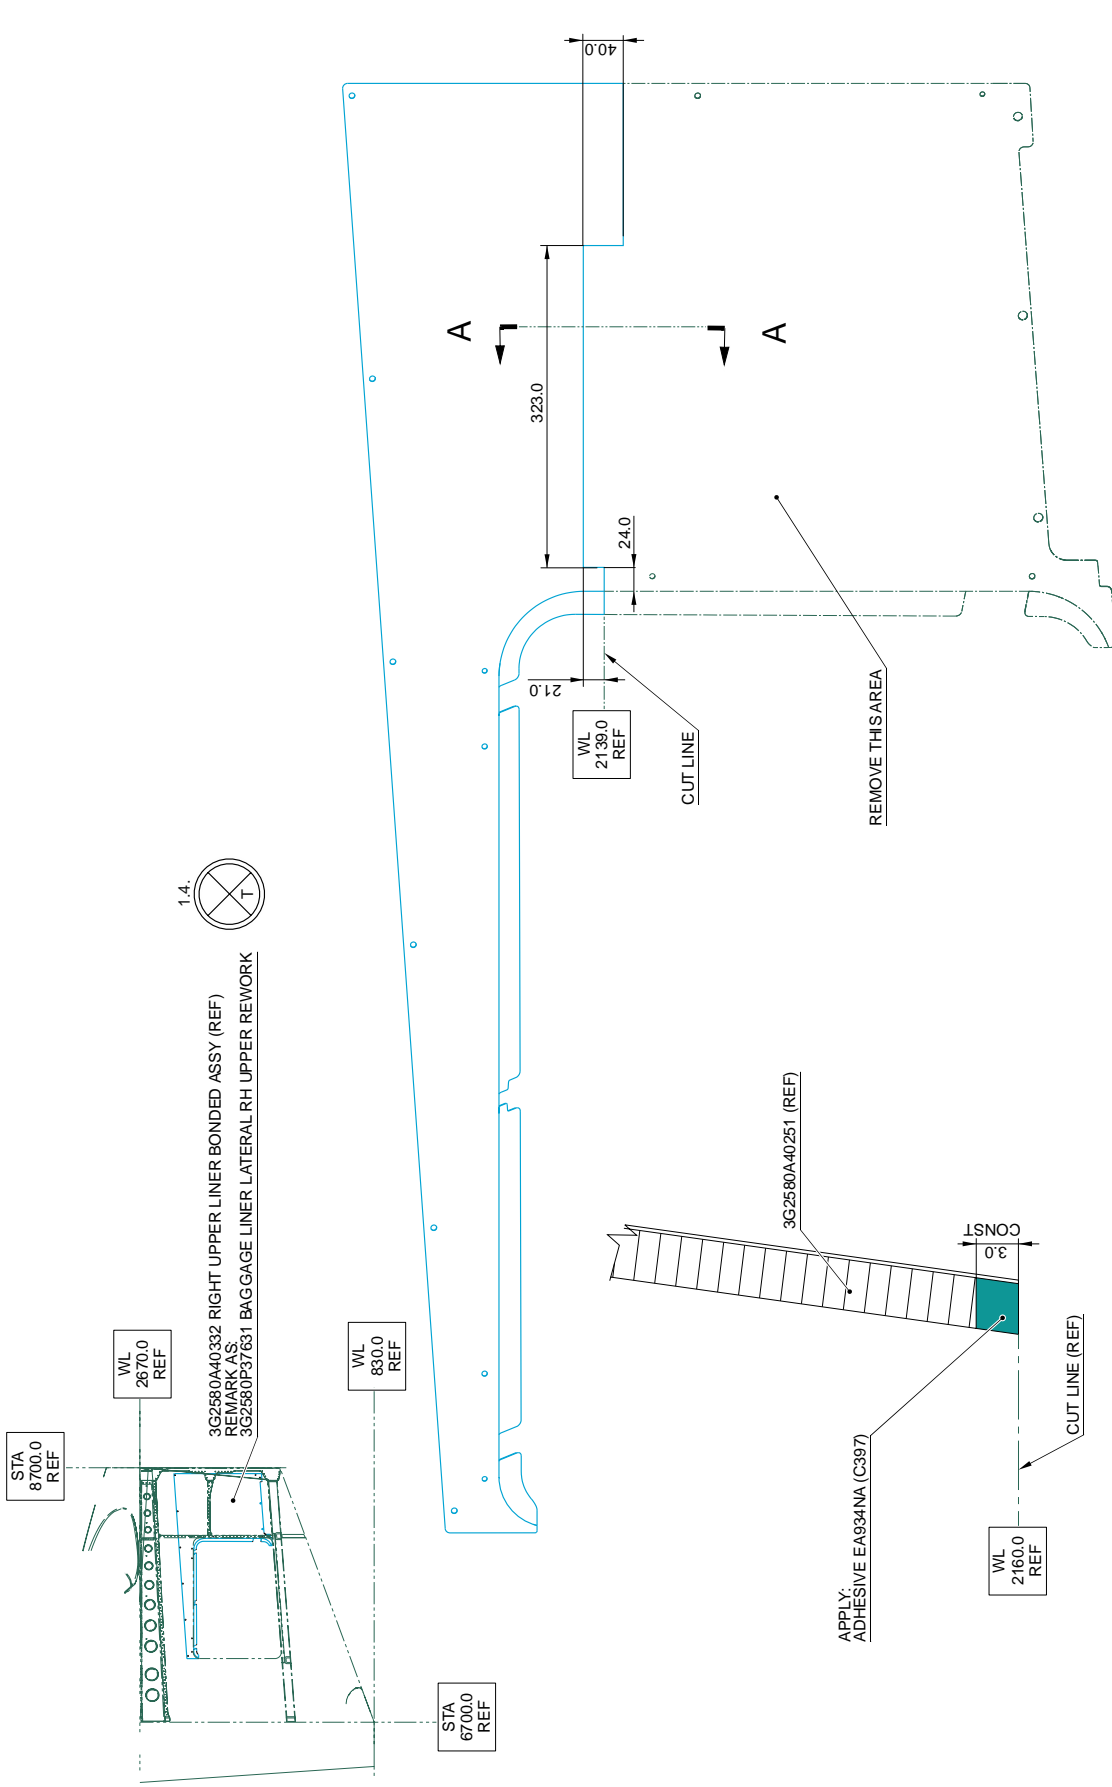 STA
8700.0
REF
WL
2670.0
REF
WL
830.0
REF
STA
6700.0
REF
1.4.
T
3G2580A40332 RIGHT UPPER LINER BONDED ASSY (REF)
REMARK AS:
3G2580P37631 BAGGAGE LINER LATERAL RH UPPER REWORK
40.0
323.0
A
A
24.0
21.0
WL
2139.0
REF
CUT LINE
REMOVE THIS AREA
3G2580A40251 (REF)
3.0
CONST
APPLY:
ADHESIVE EA934NA (C397)
CUT LINE (REF)
WL
2160.0
REF